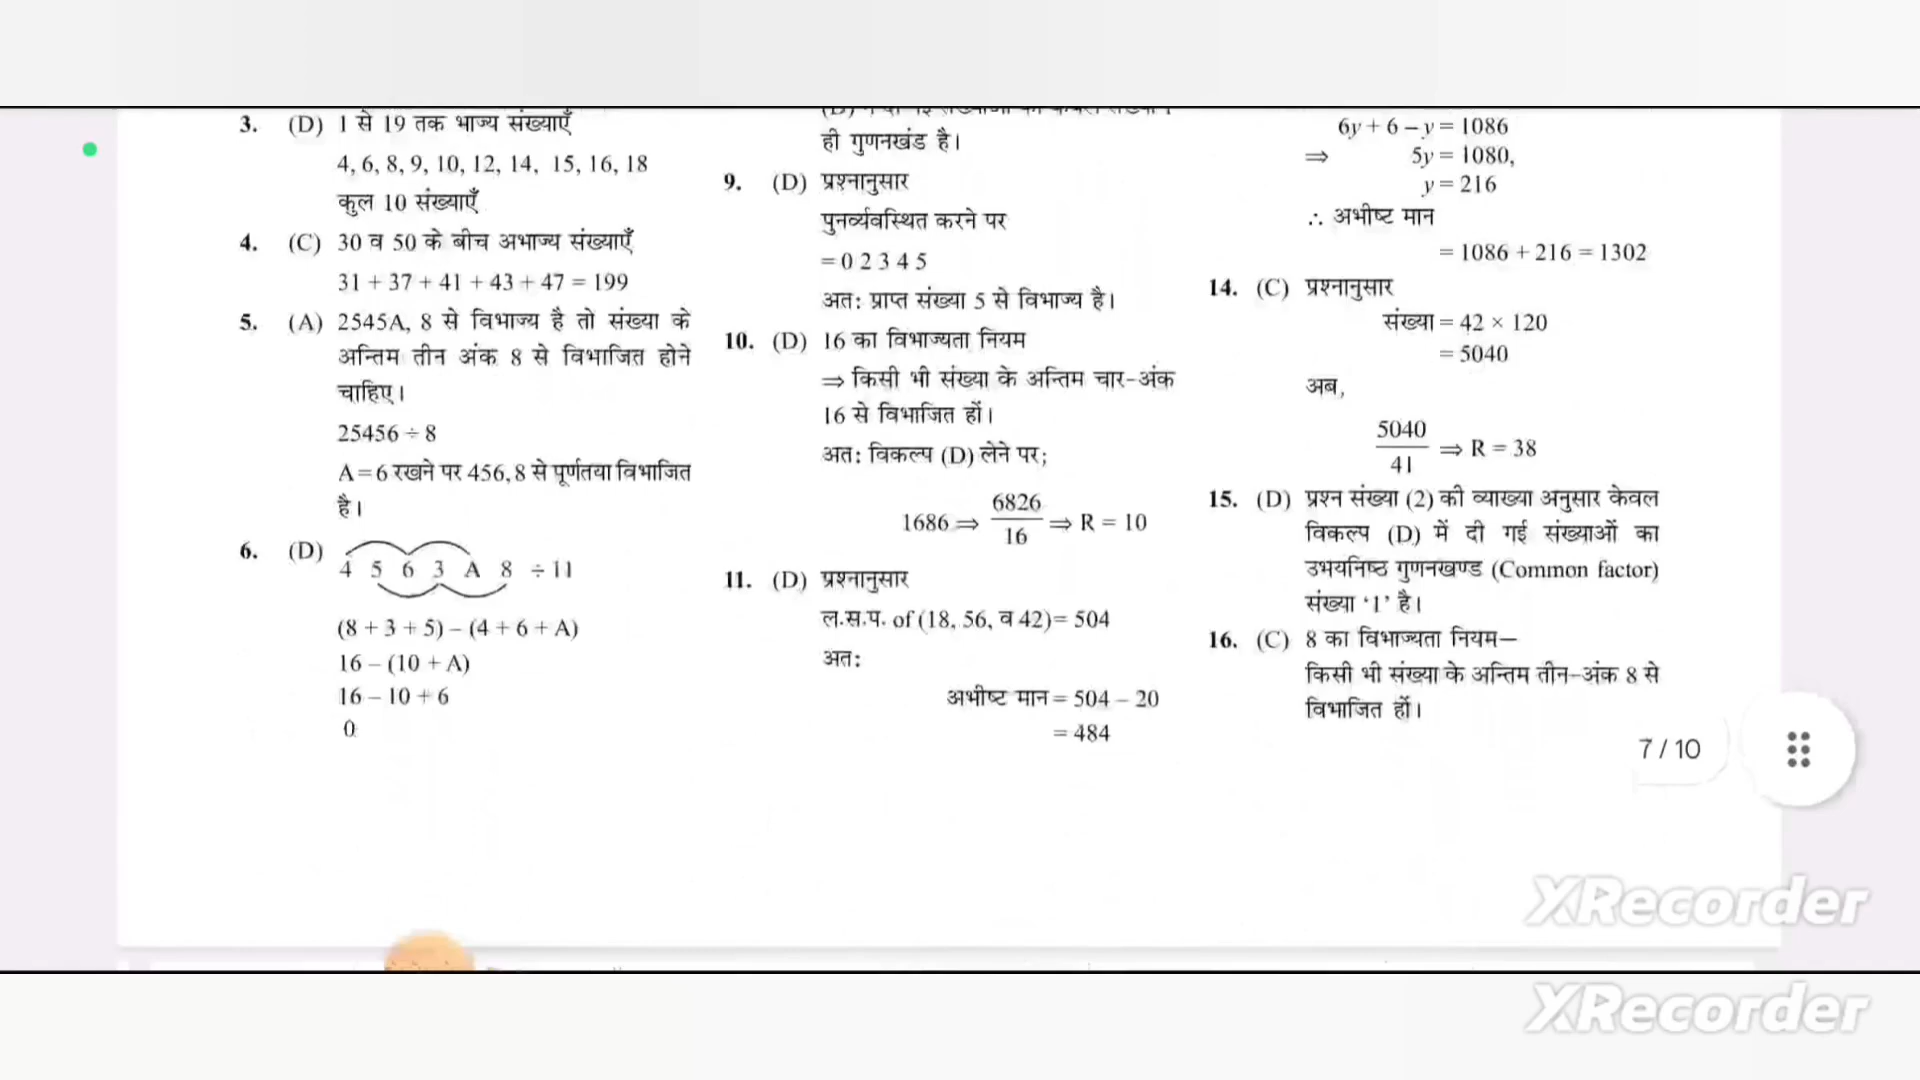 3. (D) 1 से 19 तक भाज्य संख्याएँ
4, 6, 8, 9, 10, 12, 14, 15, 16, 18
कुल 10 संख्याएँ
4. (C) 30 व 50 के बीच अभाज्य संख्याएँ
31 + 37 + 41 + 43 + 47 = 199
5. (A) 2545A, 8 से विभाज्य है तो संख्या के
अन्तिम तीन अंक 8 से विभाजित होने
चाहिए।
25456 ÷ 8
A = 6 रखने पर 456, 8 से पूर्णतया विभाजित
है।
6. (D) 4 5 6 3 A 8 ÷ 11
(8 + 3 + 5) – (4 + 6 + A)
16 – (10 + A)
16 – 10 + 6
0
ही गुणनखंड है।
9. (D) प्रश्नानुसार
पुनर्व्यवस्थित करने पर
= 0 2 3 4 5
अतः प्राप्त संख्या 5 से विभाज्य है।
10. (D) 16 का विभाज्यता नियम
⇒ किसी भी संख्या के अन्तिम चार-अंक
16 से विभाजित हों।
अतः विकल्प (D) लेने पर;
1686 ⇒ 6826/16 ⇒ R = 10
11. (D) प्रश्नानुसार
ल.स.प. of (18, 56, व 42)= 504
अतः
अभीष्ट मान = 504 – 20
= 484
6y + 6 – y = 1086
⇒ 5y = 1080,
y = 216
∴ अभीष्ट मान
= 1086 + 216 = 1302
14. (C) प्रश्नानुसार
संख्या = 42 × 120
= 5040
अब,
5040/41 ⇒ R = 38
15. (D) प्रश्न संख्या (2) की व्याख्या अनुसार केवल
विकल्प (D) में दी गई संख्याओं का
उभयनिष्ठ गुणनखण्ड (Common factor)
संख्या ‘1’ है।
16. (C) 8 का विभाज्यता नियम–
किसी भी संख्या के अन्तिम तीन-अंक 8 से
विभाजित हों।
7 / 10
XRecorder
XRecorder